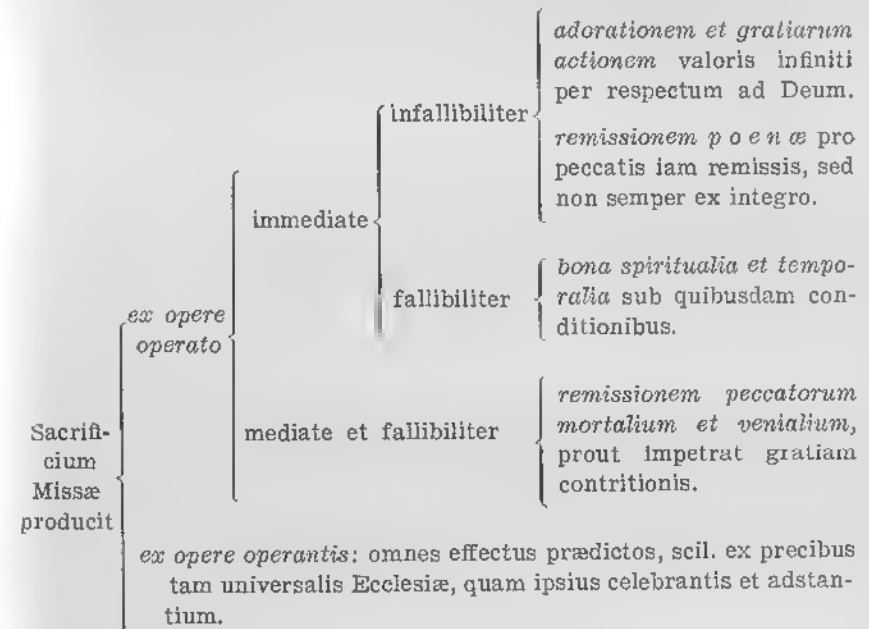 Sacrifi-
cium
Missæ
producit
ex opere
operato
immediate
infallibiliter
adorationem et gratiarum
actionem valoris infiniti
per respectum ad Deum.
remissionem pœnæ pro
peccatis iam remissis, sed
non semper ex integro.
fallibiliter
bona spiritualia et tempo-
ralia sub quibusdam con-
ditionibus.
mediate et fallibiliter
remissionem peccatorum
mortalium et venialium,
prout impetrat gratiam
contritionis.
ex opere operantis: omnes effectus prædictos, scil. ex precibus
tam universalis Ecclesiæ, quam ipsius celebrantis et adstan-
tium.